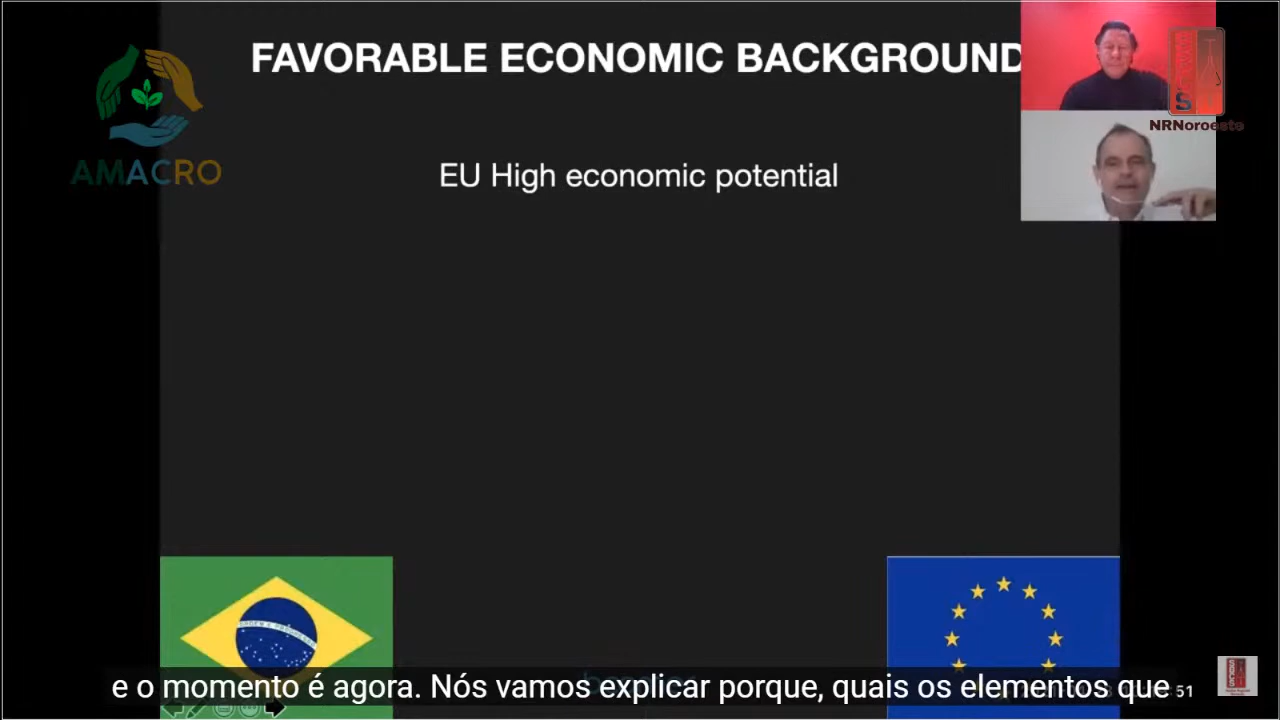 FAVORABLE ECONOMIC BACKGROUND
EU High economic potential
AMACRO
NRNoroeste
e o momento é agora. Nós vamos explicar porque, quais os elementos que
51